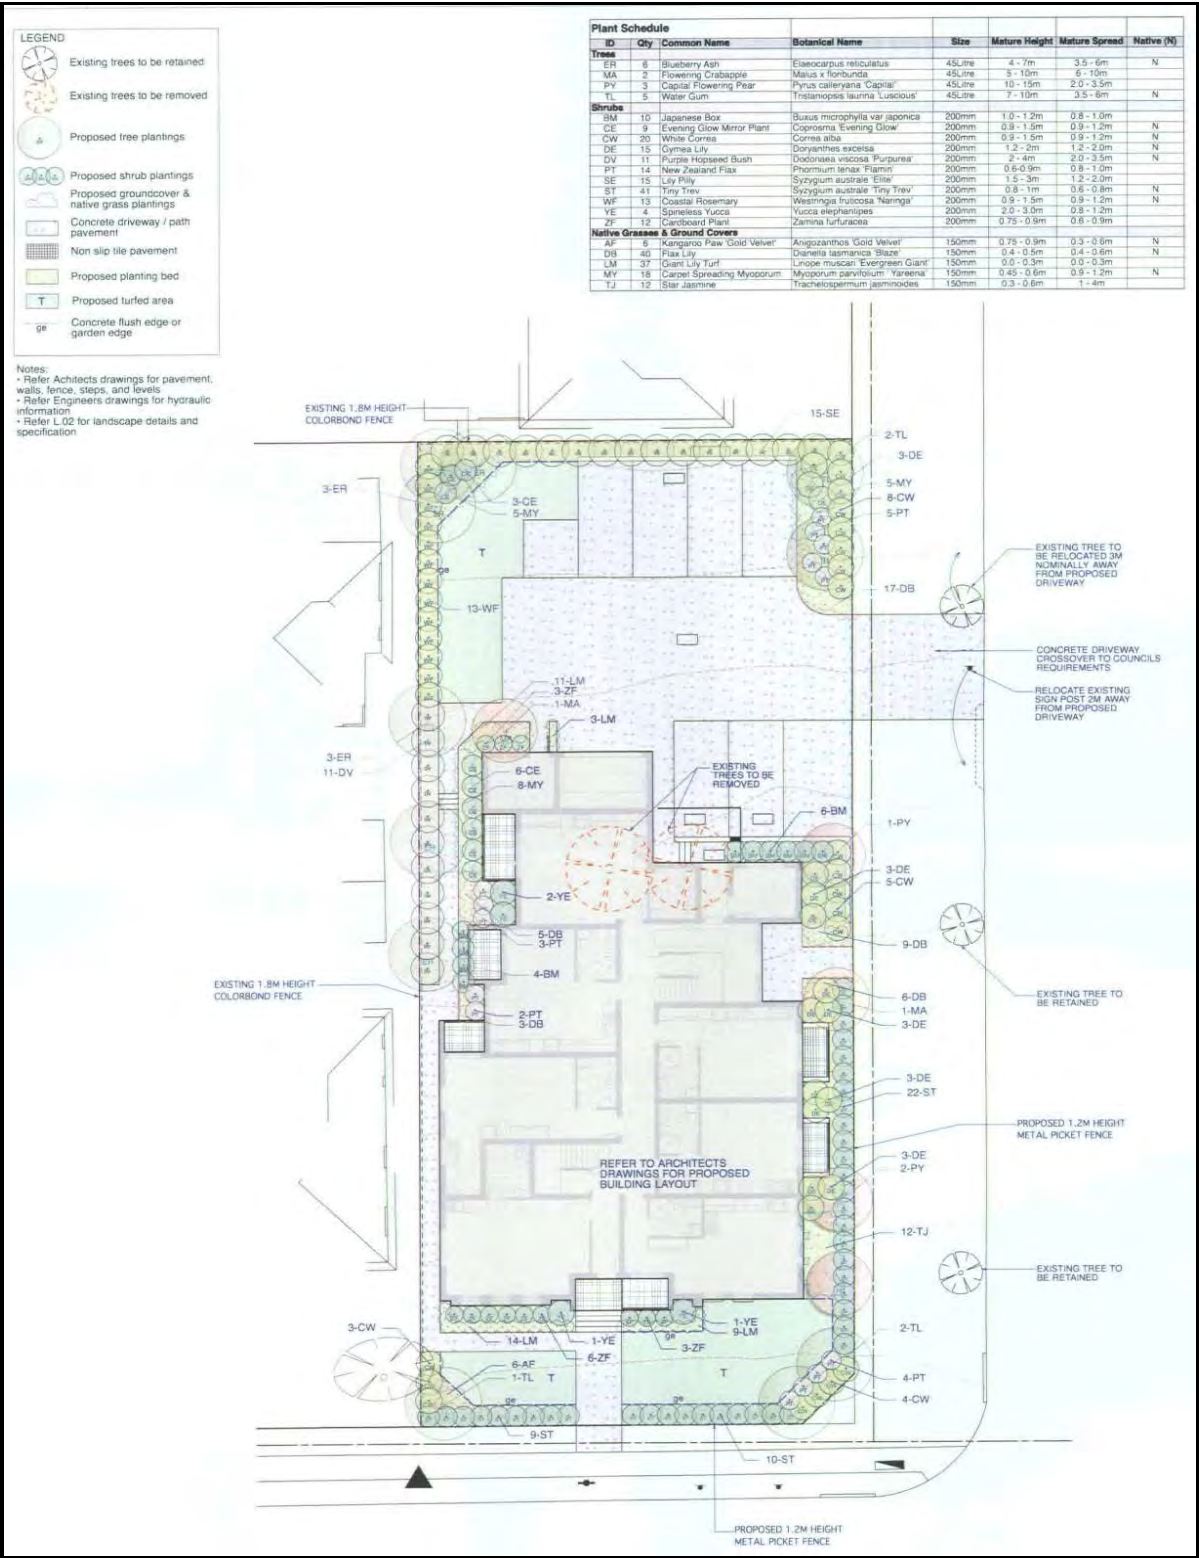 LEGEND
Existing trees to be retained
Existing trees to be removed
Proposed tree plantings
Proposed shrub plantings
Proposed groundcover &
native grass plantings
Concrete driveway / path
pavement
Non slip tile pavement
Proposed planting bed
T Proposed turfed area
ge Concrete flush edge or
garden edge
Notes:
• Refer Achitects drawings for pavement,
walls, fence, steps, and levels
• Refer Engineers drawings for hydraulic
information
• Refer L.02 for landscape details and
specification
Plant Schedule
ID Qty Common Name Botanical Name Size Mature Height Mature Spread Native (N)
Trees
ER 6 Blueberry Ash Elaeocarpus reticulatus 45Litre 4 - 7m 3.5 - 6m N
MA 2 Flowering Crabapple Malus x floribunda 45Litre 5 - 10m 6 - 10m
PY 3 Capital Flowering Pear Pyrus calleryana 'Capital' 45Litre 10 - 15m 2.0 - 3.5m
TL 5 Water Gum Tristaniopsis laurina 'Luscious' 45Litre 7 - 10m 3.5 - 6m N
Shrubs
BM 10 Japanese Box Buxus microphylla var japonica 200mm 1.0 - 1.2m 0.8 - 1.0m
CE 9 Evening Glow Mirror Plant Coprosma 'Evening Glow' 200mm 0.9 - 1.5m 0.9 - 1.2m N
CW 20 White Correa Correa alba 200mm 0.9 - 1.5m 0.9 - 1.2m N
DE 15 Gymea Lily Doryanthes excelsa 200mm 1.2 - 2m 1.2 - 2.0m N
DV 11 Purple Hopseed Bush Dodonaea viscosa 'Purpurea' 200mm 2 - 4m 2.0 - 3.5m N
PT 14 New Zealand Flax Phormium tenax 'Flamin' 200mm 0.6-0.9m 0.8 - 1.0m
SE 15 Lily Pilly Syzygium australe 'Elite' 200mm 1.5 - 3m 1.2 - 2.0m
ST 41 Tiny Trev Syzygium australe 'Tiny Trev' 200mm 0.8 - 1m 0.6 - 0.8m N
WF 13 Coastal Rosemary Westringia fruticosa 'Naringa' 200mm 0.9 - 1.5m 0.9 - 1.2m N
YE 4 Spineless Yucca Yucca elephantipes 200mm 2.0 - 3.0m 0.8 - 1.2m
ZF 12 Cardboard Plant Zamina furfuracea 200mm 0.75 - 0.9m 0.6 - 0.9m
Native Grasses & Ground Covers
AF 6 Kangaroo Paw 'Gold Velvet' Anigozanthos 'Gold Velvet' 150mm 0.75 - 0.9m 0.3 - 0.6m N
DB 40 Flax Lily Dianella tasmanica 'Blaze' 150mm 0.4 - 0.5m 0.4 - 0.6m N
LM 37 Giant Lily Turf Liriope muscari 'Evergreen Giant' 150mm 0.0 - 0.3m 0.0 - 0.3m
MY 18 Carpet Spreading Myoporum Myoporum parvifolium 'Yareena' 150mm 0.45 - 0.6m 0.9 - 1.2m N
TJ 12 Star Jasmine Trachelospermum jasminoides 150mm 0.3 - 0.6m 1 - 4m
EXISTING 1.8M HEIGHT
COLORBOND FENCE
15-SE
2-TL
3-DE
5-MY
8-CW
5-PT
3-ER
3-CE
5-MY
T
ge
17-DB
EXISTING TREE TO
BE RELOCATED 3M
NOMINALLY AWAY
FROM PROPOSED
DRIVEWAY
13-WF
CONCRETE DRIVEWAY
CROSSOVER TO COUNCILS
REQUIREMENTS
RELOCATE EXISTING
SIGN POST 2M AWAY
FROM PROPOSED
DRIVEWAY
11-LM
3-ZF
1-MA
3-LM
3-ER
11-DV
6-CE
8-MY
EXISTING
TREES TO BE
REMOVED
6-BM
1-PY
3-DE
5-CW
2-YE
5-DB
3-PT
9-DB
4-BM
EXISTING 1.8M HEIGHT
COLORBOND FENCE
6-DB
1-MA
3-DE
EXISTING TREE TO
BE RETAINED
2-PT
3-DB
3-DE
22-ST
PROPOSED 1.2M HEIGHT
METAL PICKET FENCE
REFER TO ARCHITECTS
DRAWINGS FOR PROPOSED
BUILDING LAYOUT
3-DE
2-PY
12-TJ
EXISTING TREE TO
BE RETAINED
3-CW
14-LM
1-YE
6-ZF
1-YE
9-LM
ge
3-ZF
2-TL
6-AF
1-TL
T
T
ge
ge
4-PT
4-CW
9-ST
10-ST
PROPOSED 1.2M HEIGHT
METAL PICKET FENCE